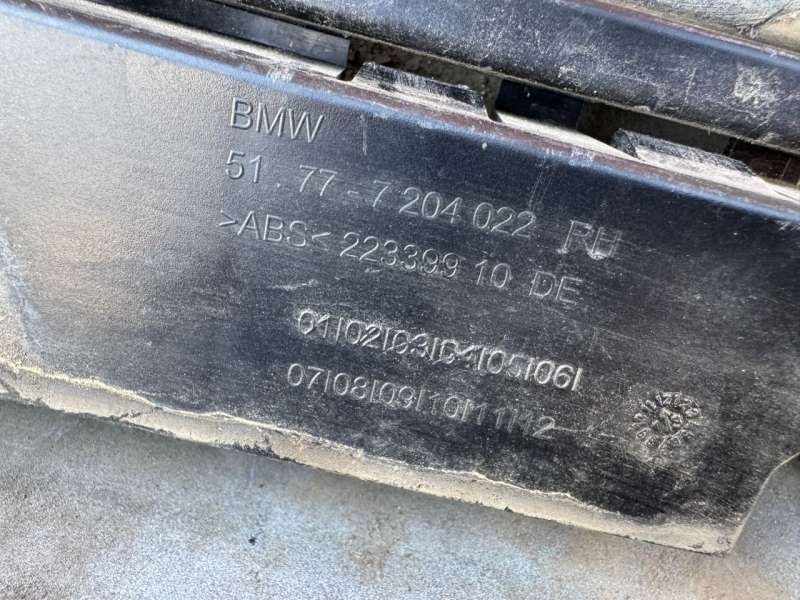 BMW
51.77-7 204 022 RH
>ABS< 223399 10 DE
01|02|03|04|05|06|
07|08|09|10|11|12